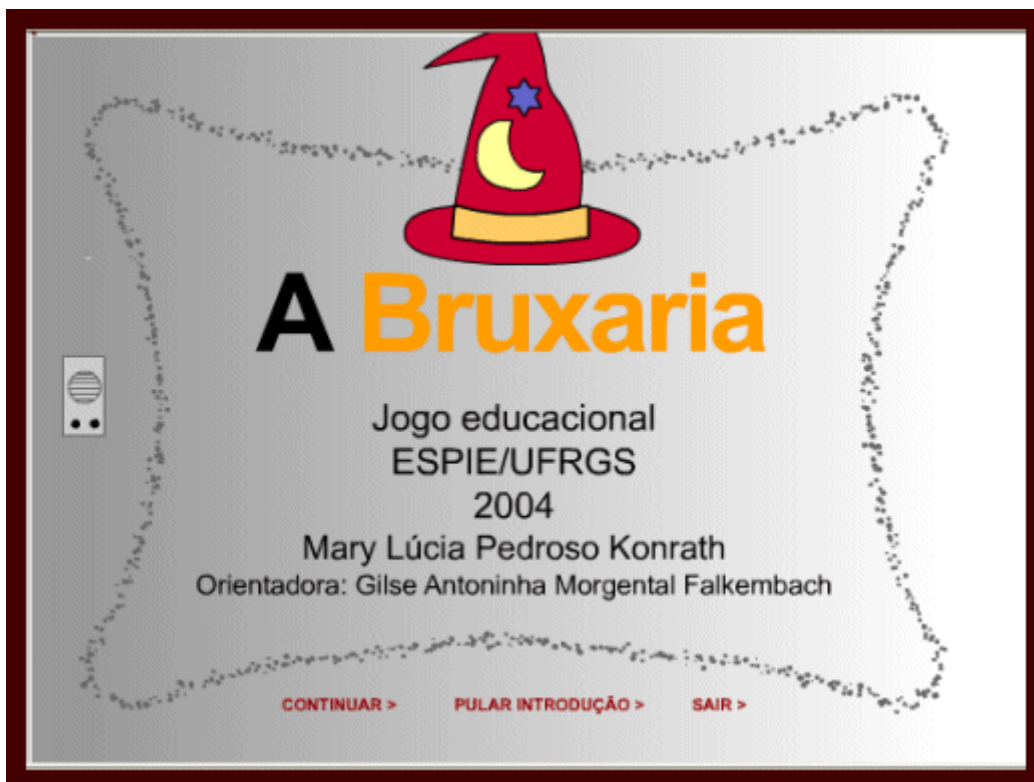 A Bruxaria
Jogo educacional
ESPIE/UFRGS
2004
Mary Lúcia Pedroso Konrath
Orientadora: Gilse Antoninha Morgental Falkembach
CONTINUAR > PULAR INTRODUÇÃO > SAIR >